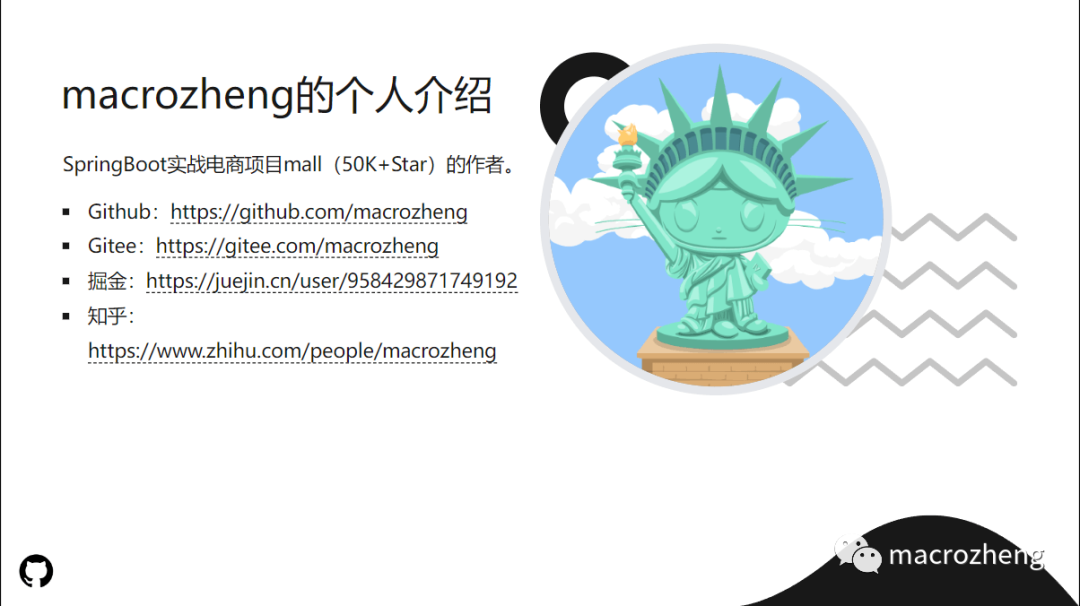 macrozheng的个人介绍
SpringBoot实战电商项目mall（50K+Star）的作者。
Github：https://github.com/macrozheng
Gitee：https://gitee.com/macrozheng
掘金：https://juejin.cn/user/958429871749192
知乎：
https://www.zhihu.com/people/macrozheng
macrozheng